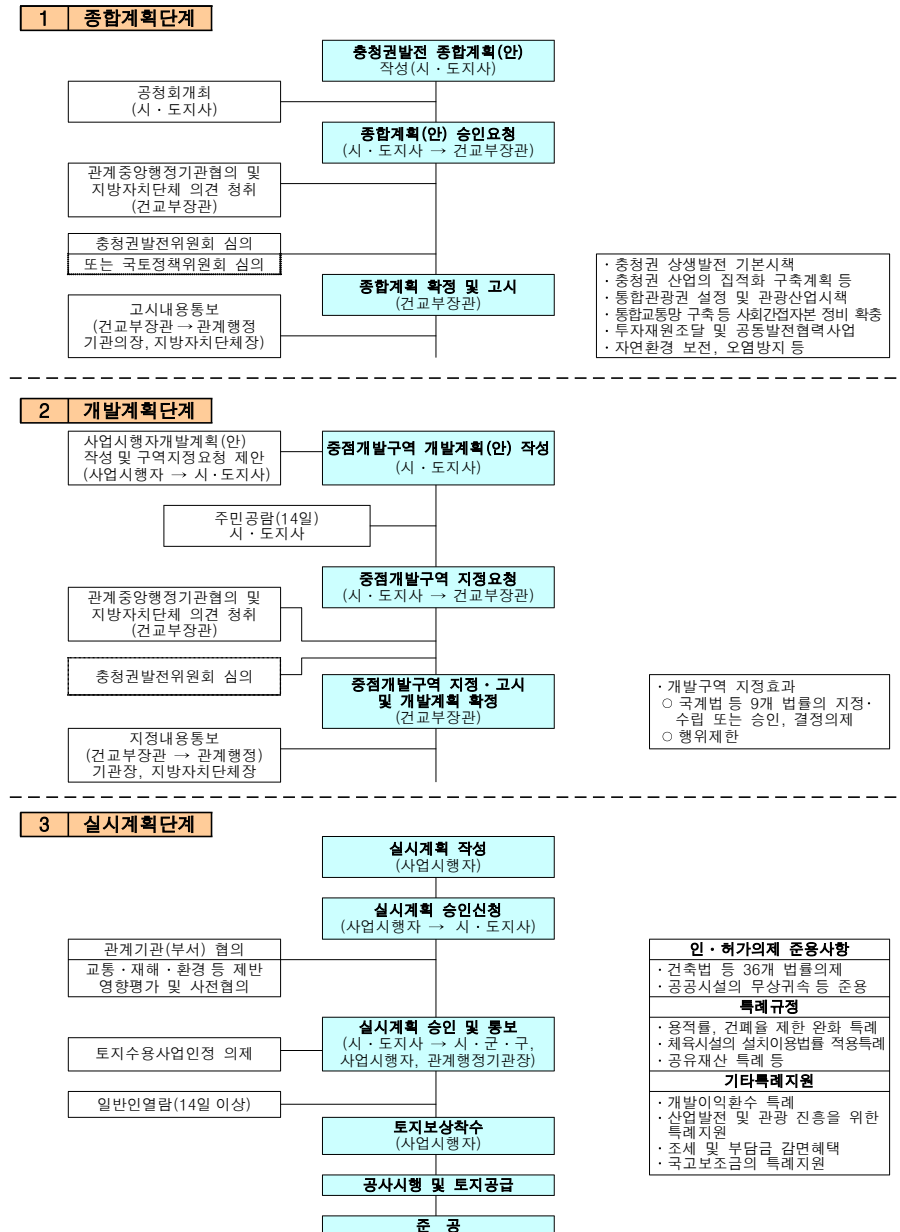 1 종합계획단계
충청권발전 종합계획(안)
작성(시・도지사)
공청회개최
(시・도지사)
종합계획(안) 승인요청
(시・도지사 → 건교부장관)
관계중앙행정기관협의 및
지방자치단체 의견 청취
(건교부장관)
충청권발전위원회 심의
또는 국토정책위원회 심의
종합계획 확정 및 고시
(건교부장관)
고시내용통보
(건교부장관 → 관계행정
기관의장, 지방자치단체장)
・충청권 상생발전 기본시책
・충청권 산업의 집적화 구축계획 등
・통합관광권 설정 및 관광산업시책
・통합교통망 구축 등 사회간접자본 정비 확충
・투자재원조달 및 공동발전협력사업
・자연환경 보전, 오염방지 등
2 개발계획단계
사업시행자개발계획(안)
작성 및 구역지정요청 제안
(사업시행자 → 시・도지사)
중점개발구역 개발계획(안) 작성
(시・도지사)
주민공람(14일)
시・도지사
중점개발구역 지정요청
(시・도지사 → 건교부장관)
관계중앙행정기관협의 및
지방자치단체 의견 청취
(건교부장관)
충청권발전위원회 심의
중점개발구역 지정・고시
및 개발계획 확정
(건교부장관)
지정내용통보
(건교부장관 → 관계행정)
기관장, 지방자치단체장
・개발구역 지정효과
○ 국계법 등 9개 법률의 지정・
수립 또는 승인, 결정의제
○ 행위제한
3 실시계획단계
실시계획 작성
(사업시행자)
실시계획 승인신청
(사업시행자 → 시・도지사)
관계기관(부서) 협의
교통・재해・환경 등 제반
영향평가 및 사전협의
실시계획 승인 및 통보
(시・도지사 → 시・군・구,
사업시행자, 관계행정기관장)
토지수용사업인정 의제
일반인열람(14일 이상)
토지보상착수
(사업시행자)
공사시행 및 토지공급
준 공
인・허가의제 준용사항
・건축법 등 36개 법률의제
・공공시설의 무상귀속 등 준용
특례규정
・용적률, 건폐율 제한 완화 특례
・체육시설의 설치이용법률 적용특례
・공유재산 특례 등
기타특례지원
・개발이익환수 특례
・산업발전 및 관광 진흥을 위한
특례지원
・조세 및 부담금 감면혜택
・국고보조금의 특례지원